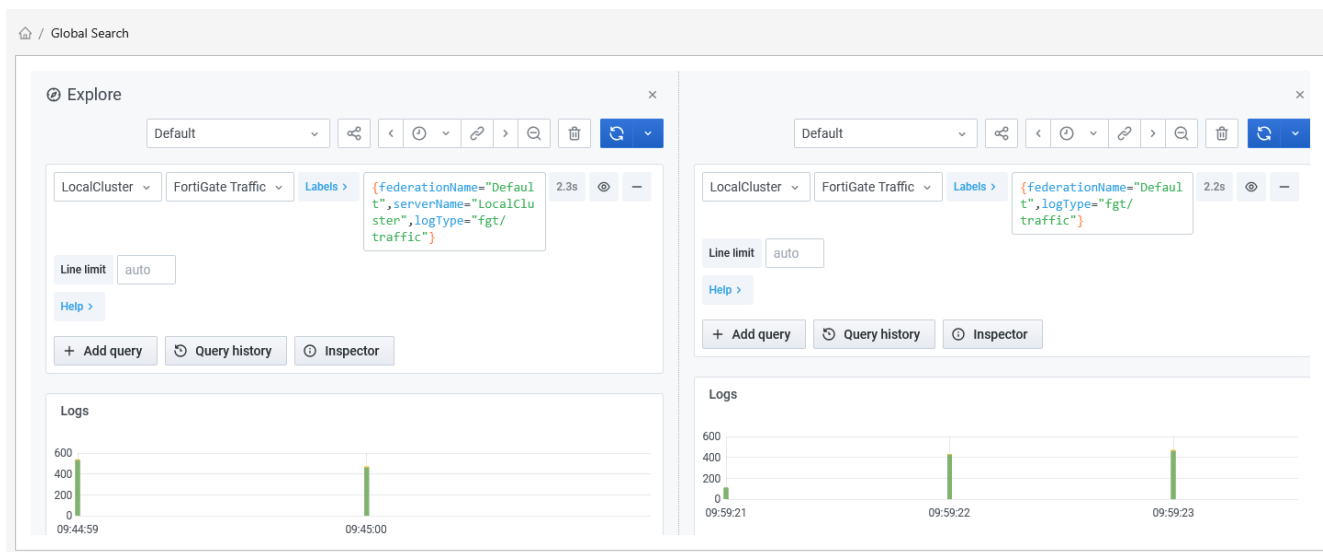 / Global Search
Explore
Default
LocalCluster
FortiGate Traffic
Labels >
{federationName="Defaul
t",serverName="LocalClu
ster",logType="fgt/
traffic"}
2.3s
Line limit
auto
Help >
+ Add query
Query history
Inspector
Logs
600
400
200
0
09:44:59
09:45:00
Default
LocalCluster
FortiGate Traffic
Labels >
{federationName="Defaul
t",logType="fgt/
traffic"}
2.2s
Line limit
auto
Help >
+ Add query
Query history
Inspector
Logs
600
400
200
0
09:59:21
09:59:22
09:59:23